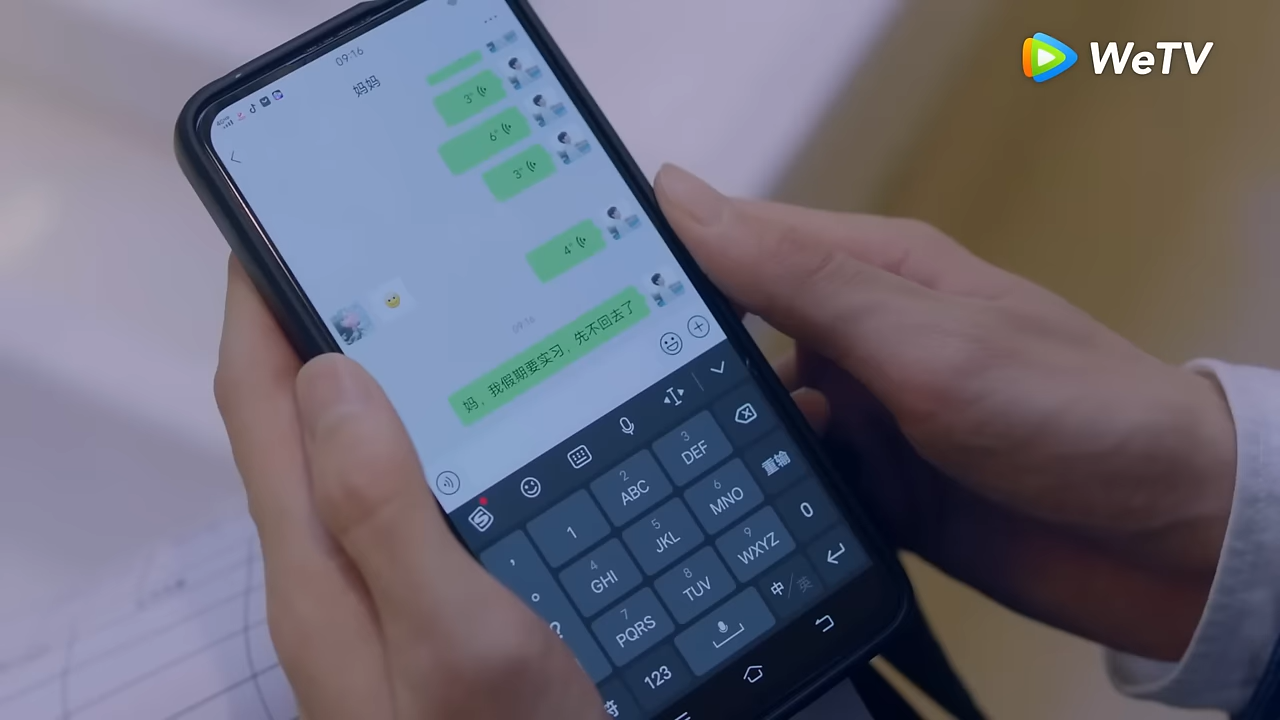 WeTV
09:16
妈妈
3"
6"
3"
4"
09:16
妈，我假期要实习，先不回去了
, 1 2 ABC 3 DEF
。 4 GHI 5 JKL 6 MNO 重输
? 7 PQRS 8 TUV 9 WXYZ 0
符 123 中/英